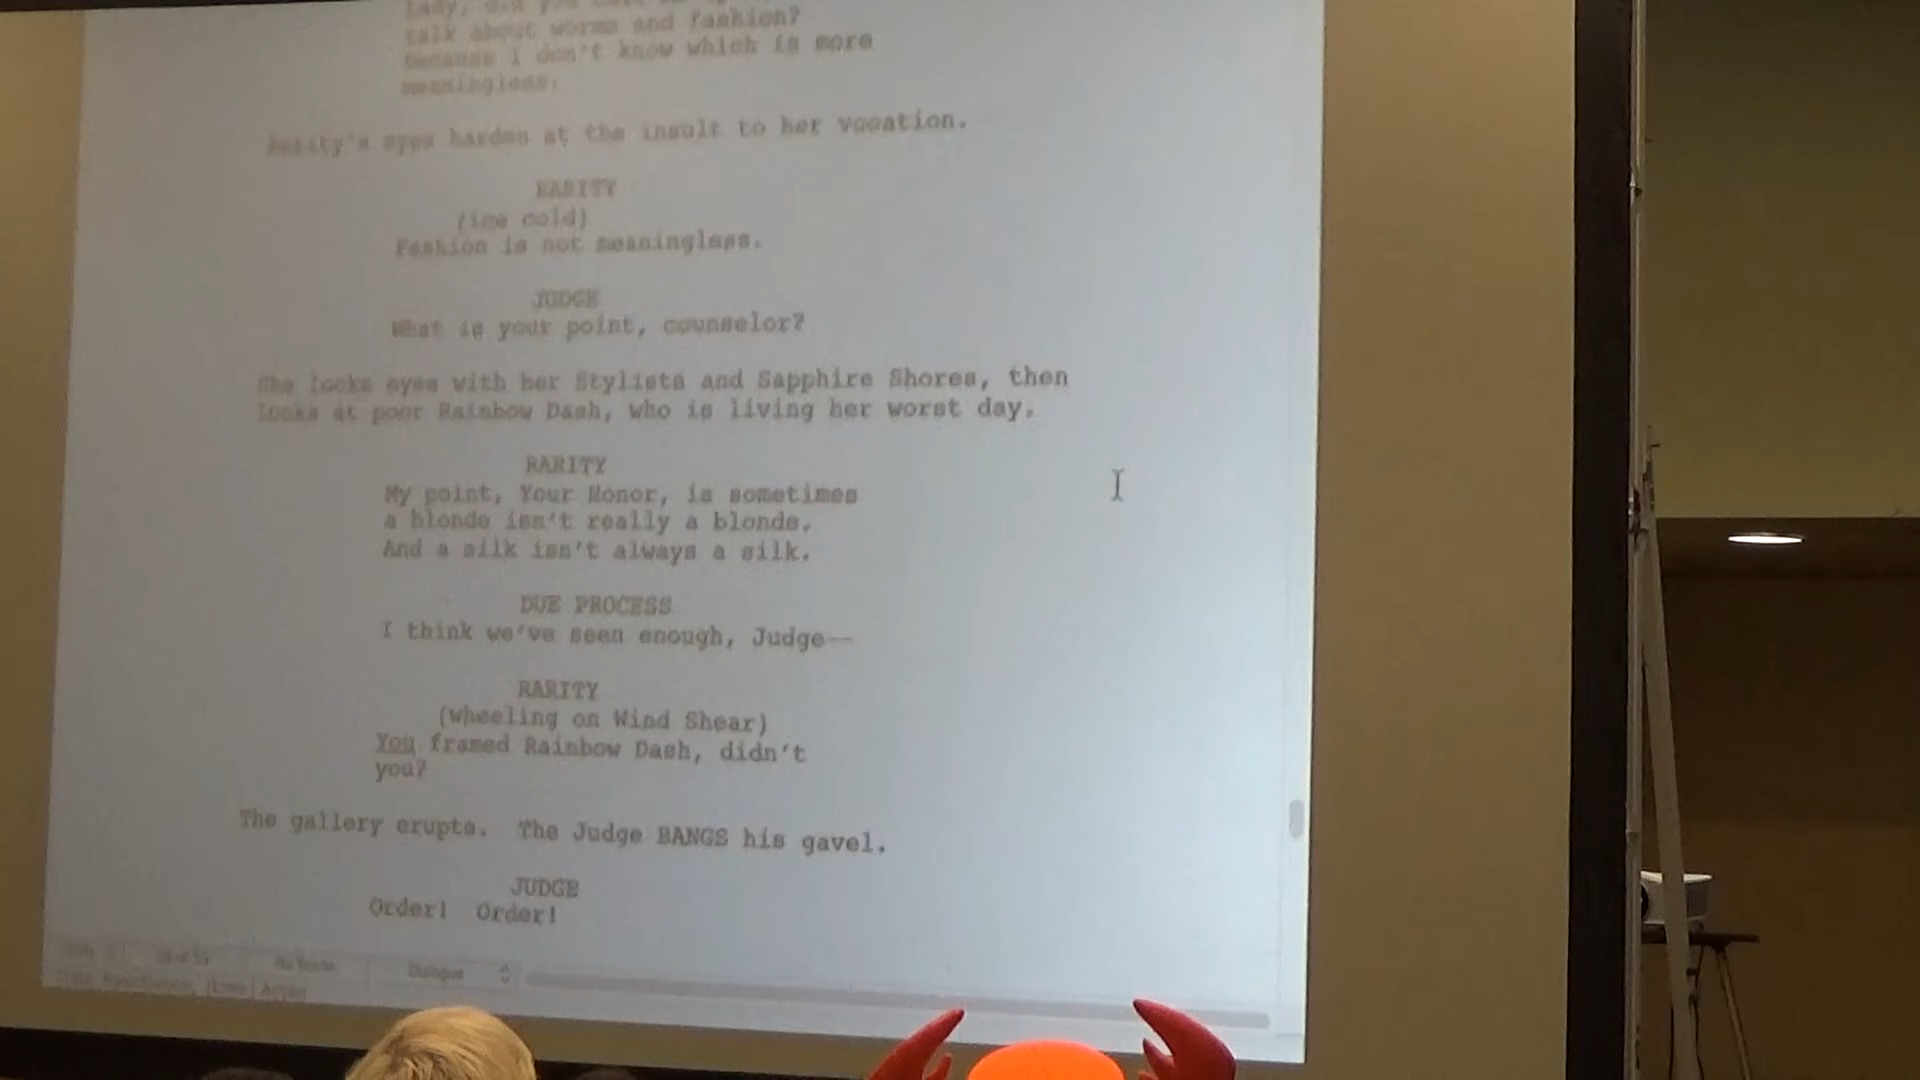 talk about worms and fashion?
Because I don't know which is more
meaningless.
Rarity's eyes harden at the insult to her vocation.
RARITY
(ice cold)
Fashion is not meaningless.
JUDGE
What is your point, counselor?
She locks eyes with her Stylists and Sapphire Shores, then
looks at poor Rainbow Dash, who is living her worst day.
RARITY
My point, Your Honor, is sometimes
a blonde isn't really a blonde.
And a silk isn't always a silk.
DUE PROCESS
I think we've seen enough, Judge—
RARITY
(wheeling on Wind Shear)
You framed Rainbow Dash, didn't
you?
The gallery erupts. The Judge BANGS his gavel.
JUDGE
Order! Order!
Dialogue